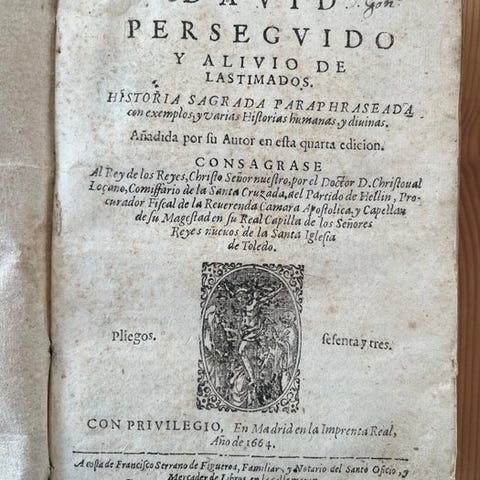 DAVID
PERSEGVIDO
Y ALIVIO DE
LASTIMADOS.
HISTORIA SAGRADA PARAPHRASEADA
con exemplos, y varias Historias humanas, y divinas.
Añadida por su Autor en esta quarta edicion.
CONSAGRASE
Al Rey de los Reyes, Christo Señor nuestro, por el Doctor D. Christoual
Loçano, Comissario de la Santa Cruzada, del Partido de Hellin, Pro-
curador Fiscal de la Reuerenda Camara Apostolica, y Capellan
de su Magestad en su Real Capilla de los Señores
Reyes nueuos de la Santa Iglesia
de Toledo.
Pliegos. sesenta y tres.
CON PRIVILEGIO, En Madrid en la Imprenta Real,
Año de 1664.
A costa de Francisco Serrano de Figueroa, Familiar, y Notario del Santo Oficio, y
Mercader de Libros